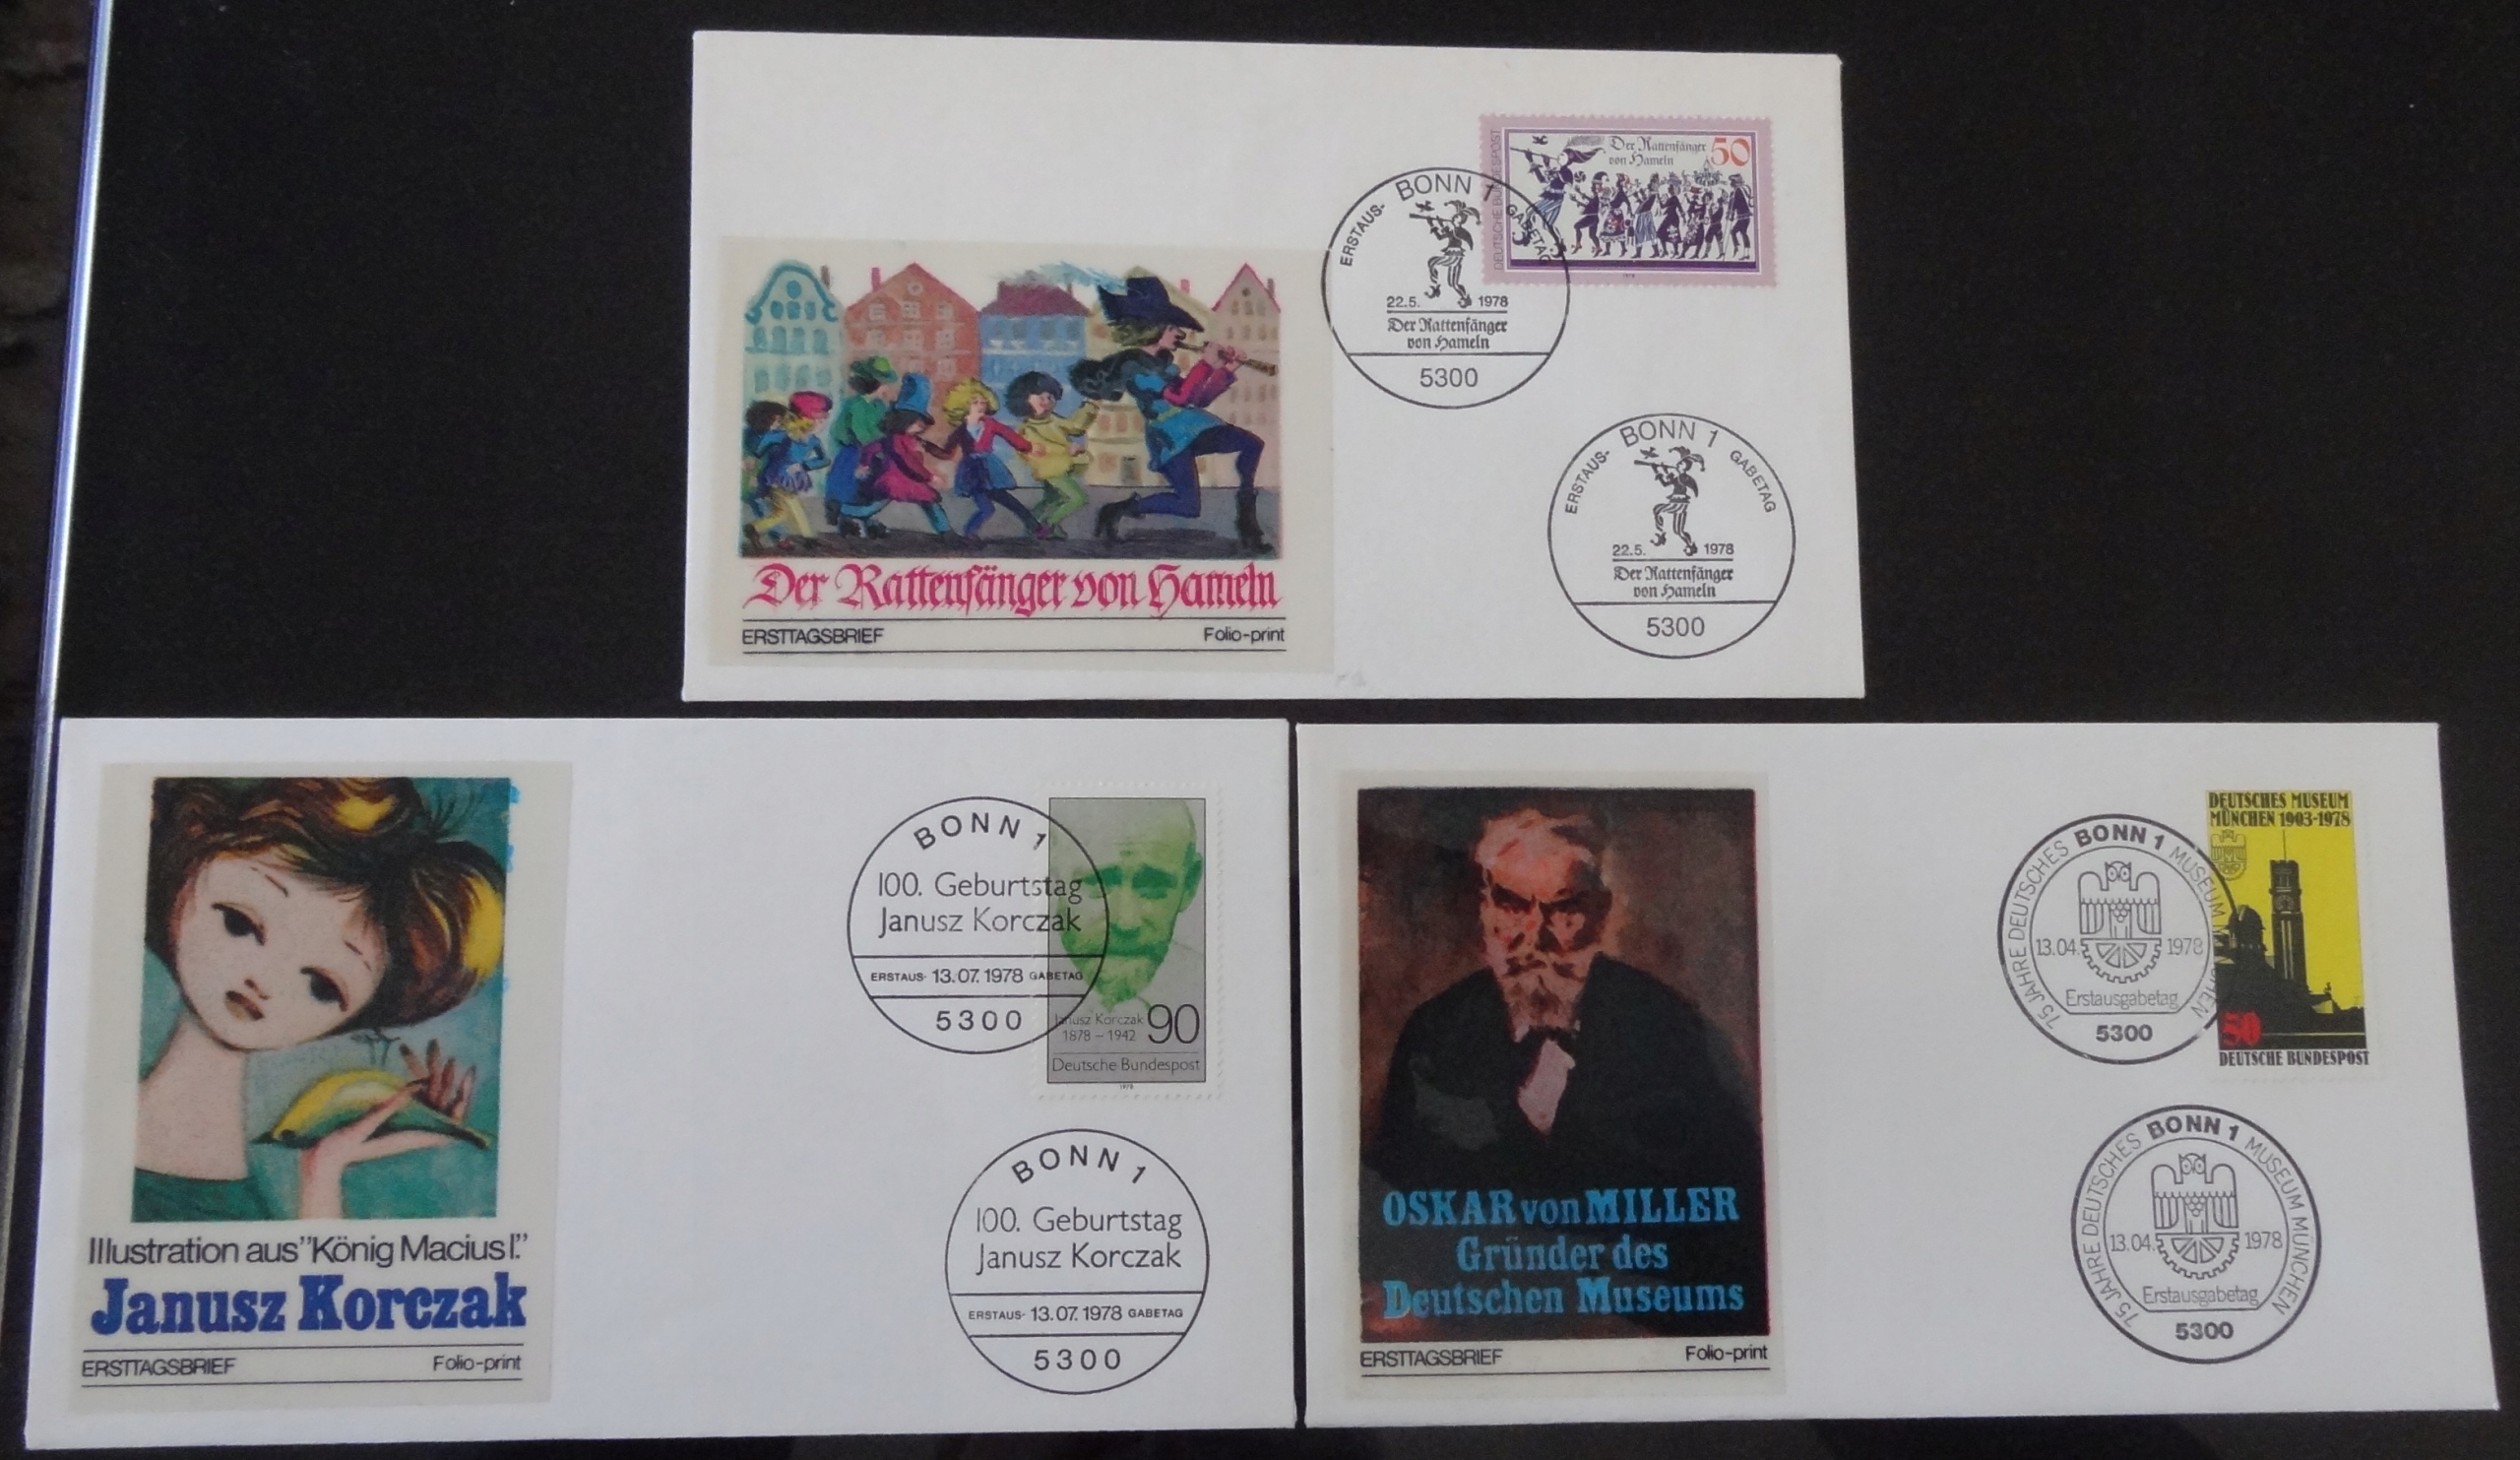 DEUTSCHE BUNDESPOST
Der Rattenfänger
von Hameln
50
1978
BONN 1
ERSTAUS- GABETAG
22.5. 1978
Der Rattenfänger
von Hameln
5300
BONN 1
ERSTAUS- GABETAG
22.5. 1978
Der Rattenfänger
von Hameln
5300
Der Rattenfänger von Hameln
ERSTTAGSBRIEF Folio-print
Illustration aus "König Macius I."
Janusz Korczak
ERSTTAGSBRIEF Folio-print
BONN 1
100. Geburtstag
Janusz Korczak
ERSTAUS- 13.07.1978 GABETAG
5300
Janusz Korczak
1878 – 1942
90
Deutsche Bundespost
1978
BONN 1
100. Geburtstag
Janusz Korczak
ERSTAUS- 13.07.1978 GABETAG
5300
OSKAR von MILLER
Gründer des
Deutschen Museums
ERSTTAGSBRIEF Folio-print
DEUTSCHES MUSEUM
MÜNCHEN 1903-1978
50
DEUTSCHE BUNDESPOST
BONN 1
75 JAHRE DEUTSCHES MUSEUM MÜNCHEN
13.04. 1978
Erstausgabetag
5300
BONN 1
75 JAHRE DEUTSCHES MUSEUM MÜNCHEN
13.04. 1978
Erstausgabetag
5300